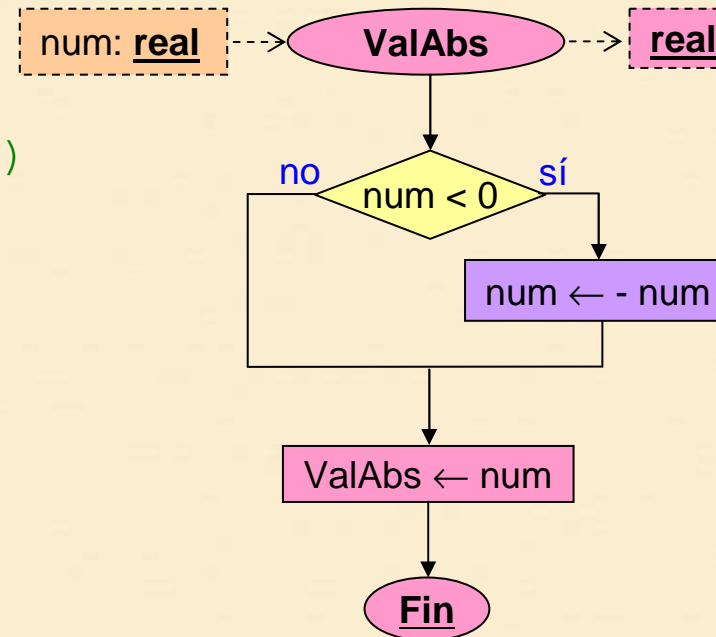 num: real
ValAbs
real
)
no
num < 0
sí
num ← - num
ValAbs ← num
Fin